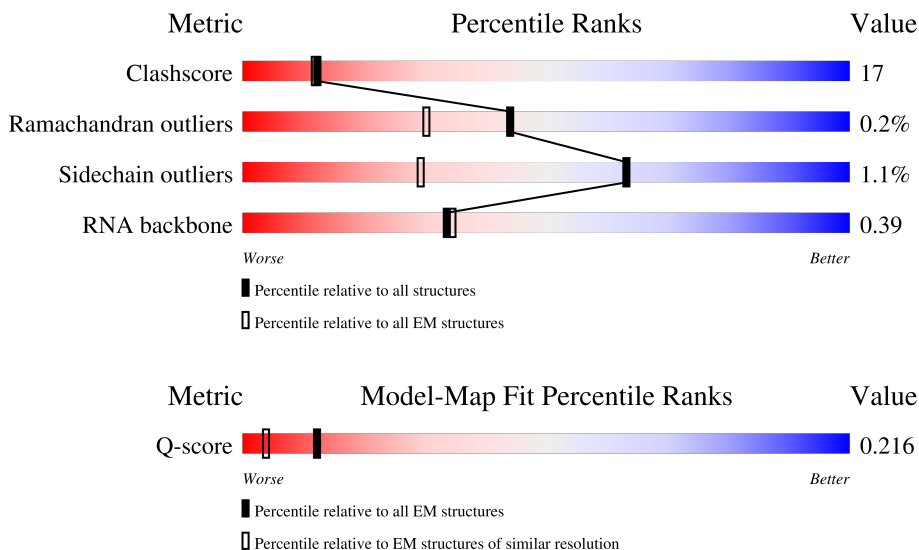 Metric Percentile Ranks Value
Clashscore 17
Ramachandran outliers 0.2%
Sidechain outliers 1.1%
RNA backbone 0.39
Worse Better
Percentile relative to all structures
Percentile relative to all EM structures
Metric Model-Map Fit Percentile Ranks Value
Q-score 0.216
Worse Better
Percentile relative to all EM structures
Percentile relative to EM structures of similar resolution